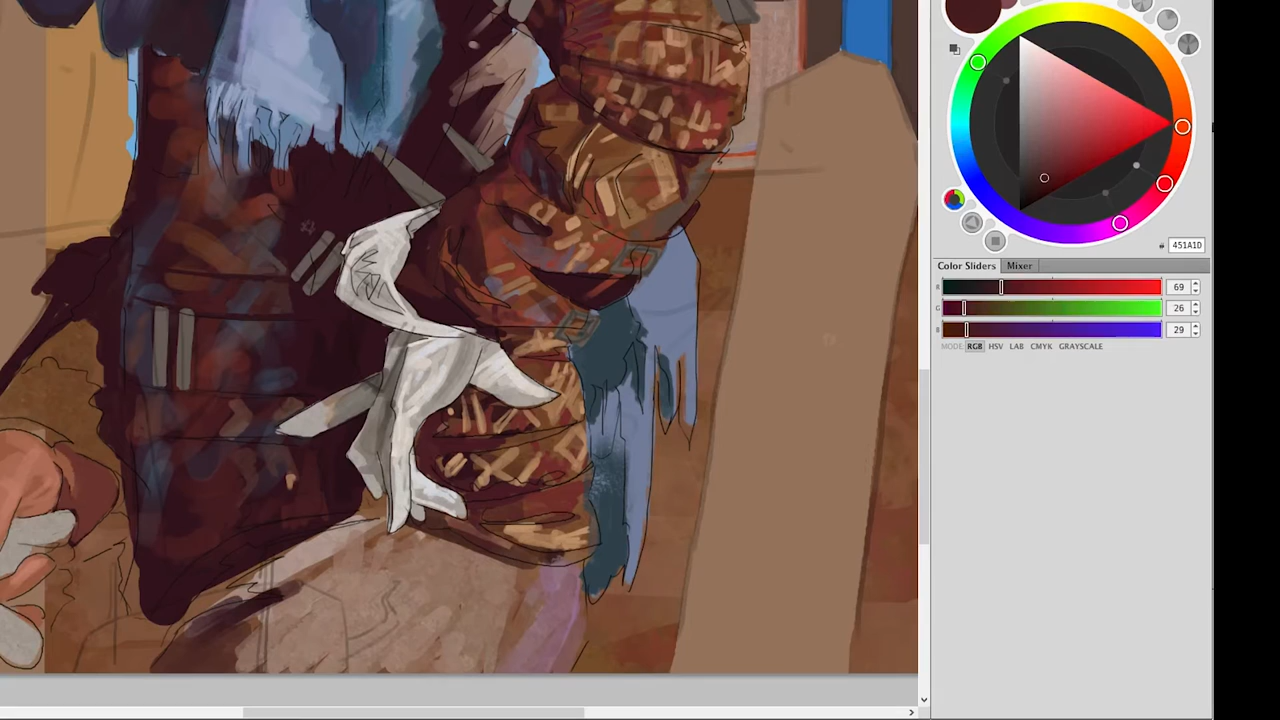 # 451A1D
Color Sliders Mixer
R 69
G 26
B 29
MODE RGB HSV LAB CMYK GRAYSCALE